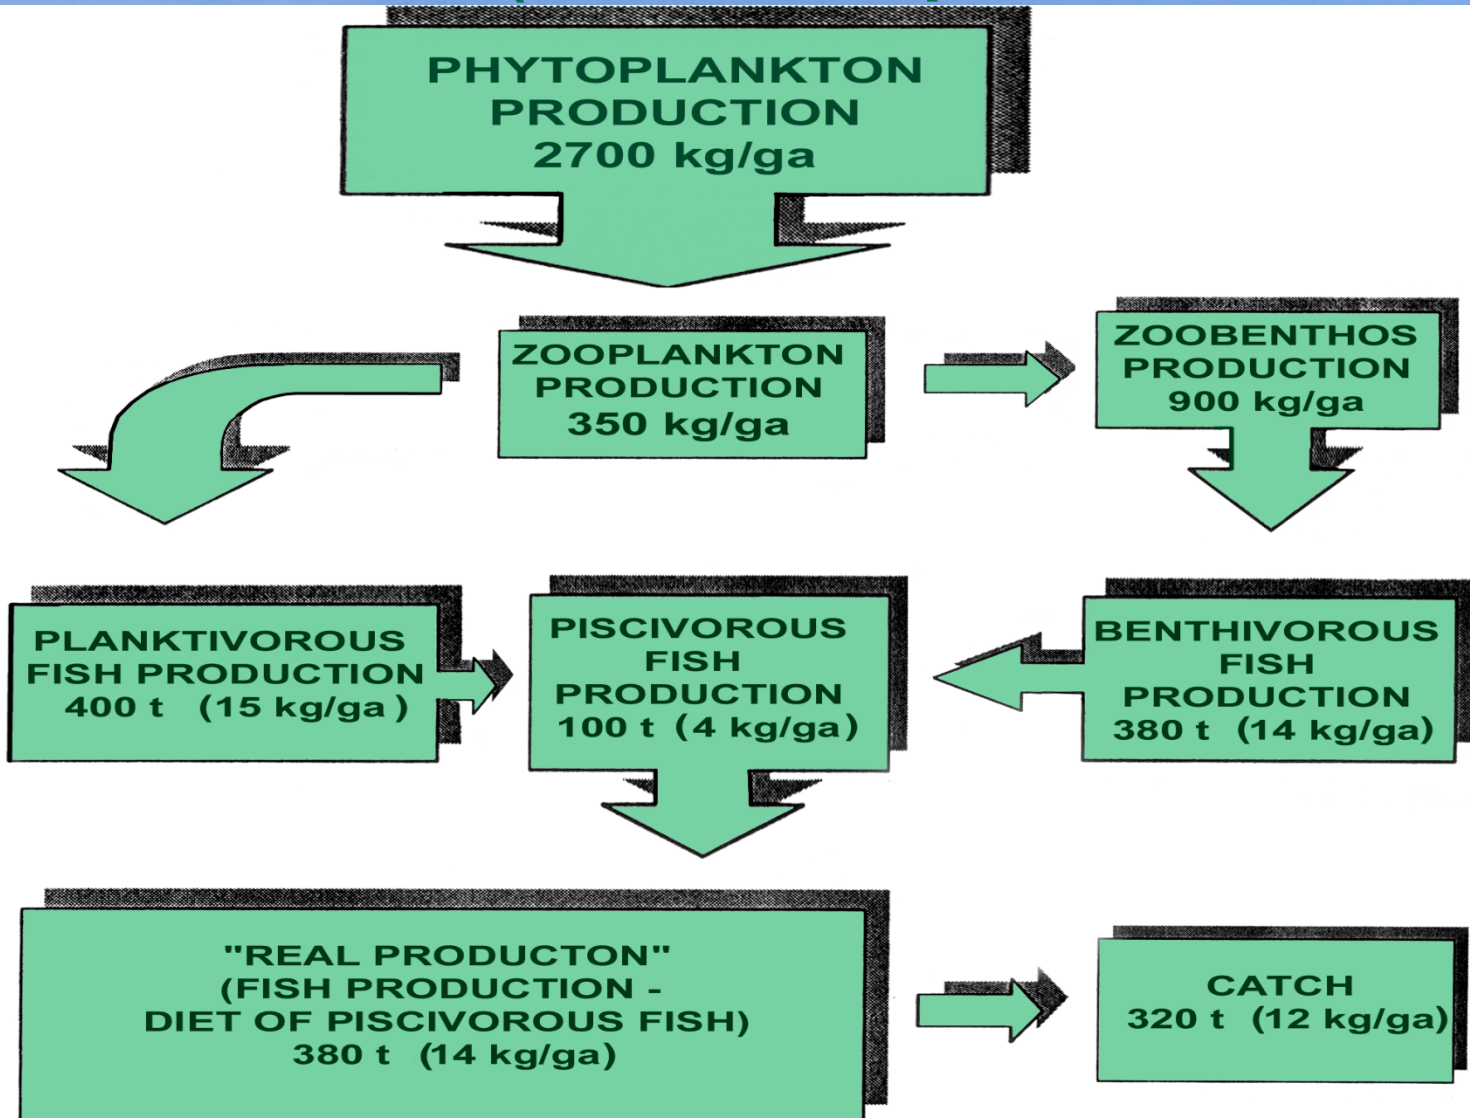 PHYTOPLANKTON
PRODUCTION
2700 kg/ga
ZOOPLANKTON
PRODUCTION
350 kg/ga
ZOOBENTHOS
PRODUCTION
900 kg/ga
PLANKTIVOROUS
FISH PRODUCTION
400 t (15 kg/ga )
PISCIVOROUS
FISH
PRODUCTION
100 t (4 kg/ga)
BENTHIVOROUS
FISH
PRODUCTION
380 t (14 kg/ga)
"REAL PRODUCTON"
(FISH PRODUCTION -
DIET OF PISCIVOROUS FISH)
380 t (14 kg/ga)
CATCH
320 t (12 kg/ga)